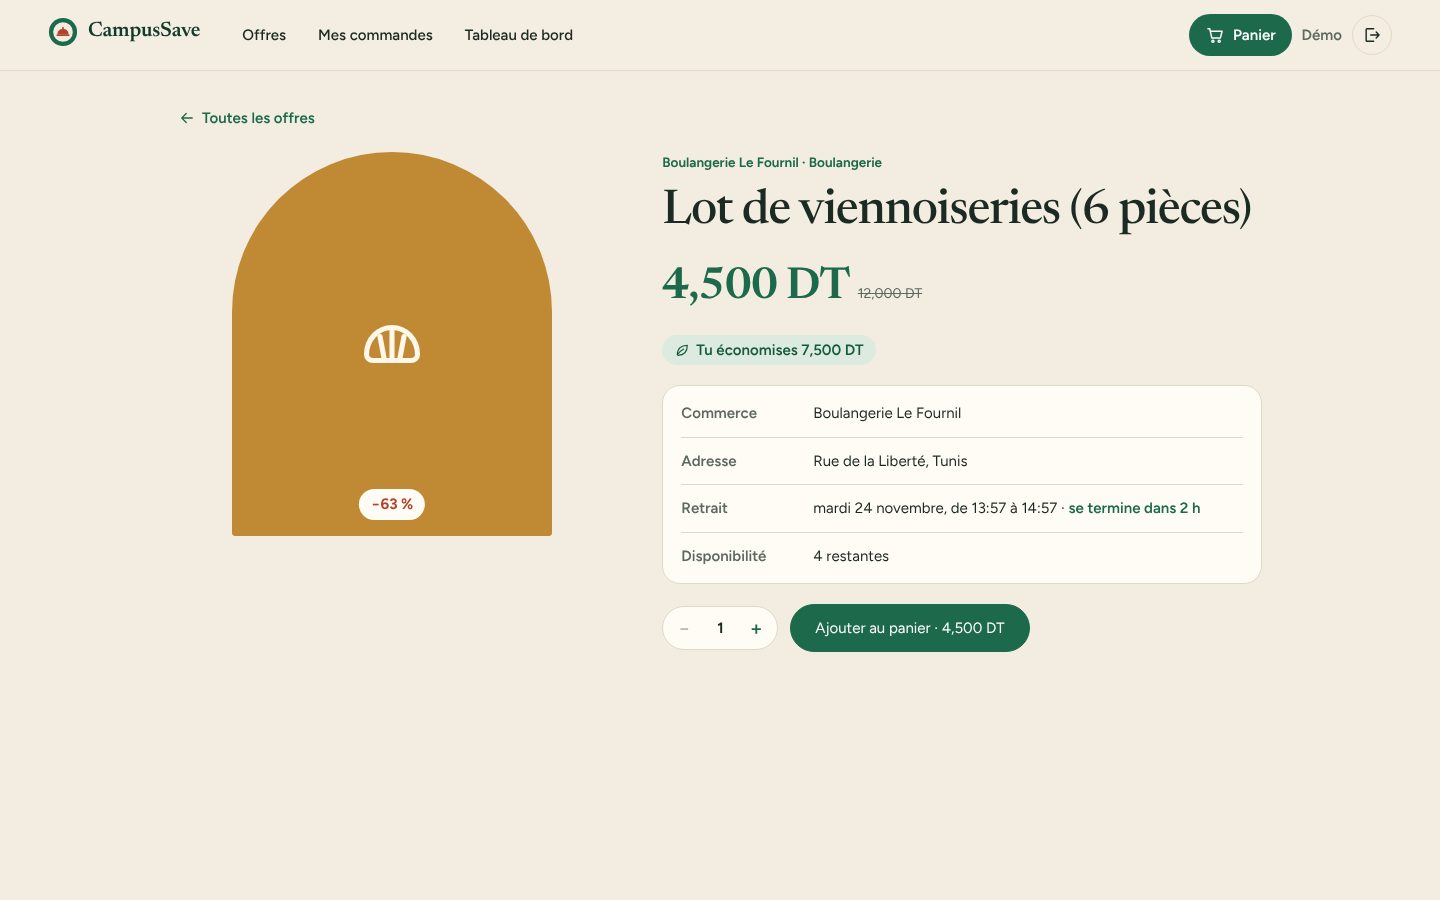 CampusSave
Offres
Mes commandes
Tableau de bord
Panier
Démo
← Toutes les offres
Boulangerie Le Fournil · Boulangerie
Lot de viennoiseries (6 pièces)
4,500 DT 12,000 DT
Tu économises 7,500 DT
Commerce Boulangerie Le Fournil
Adresse Rue de la Liberté, Tunis
Retrait mardi 24 novembre, de 13:57 à 14:57 · se termine dans 2 h
Disponibilité 4 restantes
−63 %
− 1 +
Ajouter au panier · 4,500 DT